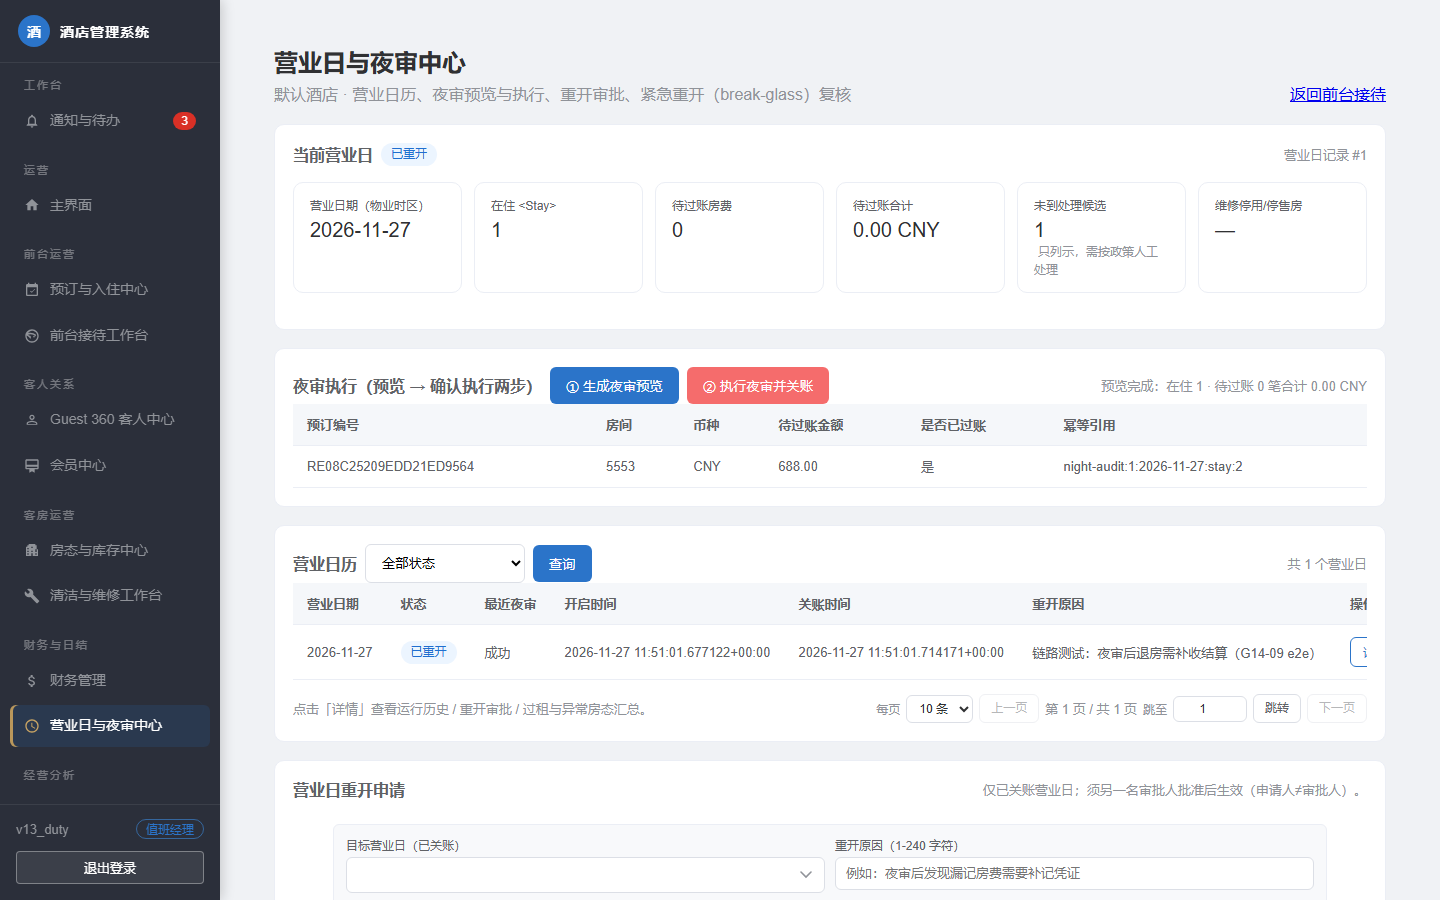 酒 酒店管理系统
工作台
通知与待办 3
运营
主界面
前台运营
预订与入住中心
前台接待工作台
客人关系
Guest 360 客人中心
会员中心
客房运营
房态与库存中心
清洁与维修工作台
财务与日结
$ 财务管理
营业日与夜审中心
经营分析
v13_duty 值班经理
退出登录
营业日与夜审中心
默认酒店 · 营业日历、夜审预览与执行、重开审批、紧急重开（break-glass）复核 返回前台接待
当前营业日 已重开 营业日记录 #1
营业日期（物业时区）
2026-11-27
在住 <Stay>
1
待过账房费
0
待过账合计
0.00 CNY
未到处理候选
1
只列示，需按政策人工
处理
维修停用/停售房
—
夜审执行（预览 → 确认执行两步） ① 生成夜审预览 ② 执行夜审并关账 预览完成：在住 1 · 待过账 0 笔合计 0.00 CNY
预订编号 房间 币种 待过账金额 是否已过账 幂等引用
RE08C25209EDD21ED9564 5553 CNY 688.00 是 night-audit:1:2026-11-27:stay:2
营业日历 全部状态 查询 共 1 个营业日
营业日期 状态 最近夜审 开启时间 关账时间 重开原因
2026-11-27 已重开 成功 2026-11-27 11:51:01.677122+00:00 2026-11-27 11:51:01.714171+00:00 链路测试：夜审后退房需补收结算（G14-09 e2e）
点击「详情」查看运行历史 / 重开审批 / 过租与异常房态汇总。 每页 10 条 上一页 第 1 页 / 共 1 页 跳至 1 跳转 下一页
营业日重开申请 仅已关账营业日；须另一名审批人批准后生效（申请人≠审批人）。
目标营业日（已关账） 重开原因（1-240 字符）
例如：夜审后发现漏记房费需要补记凭证